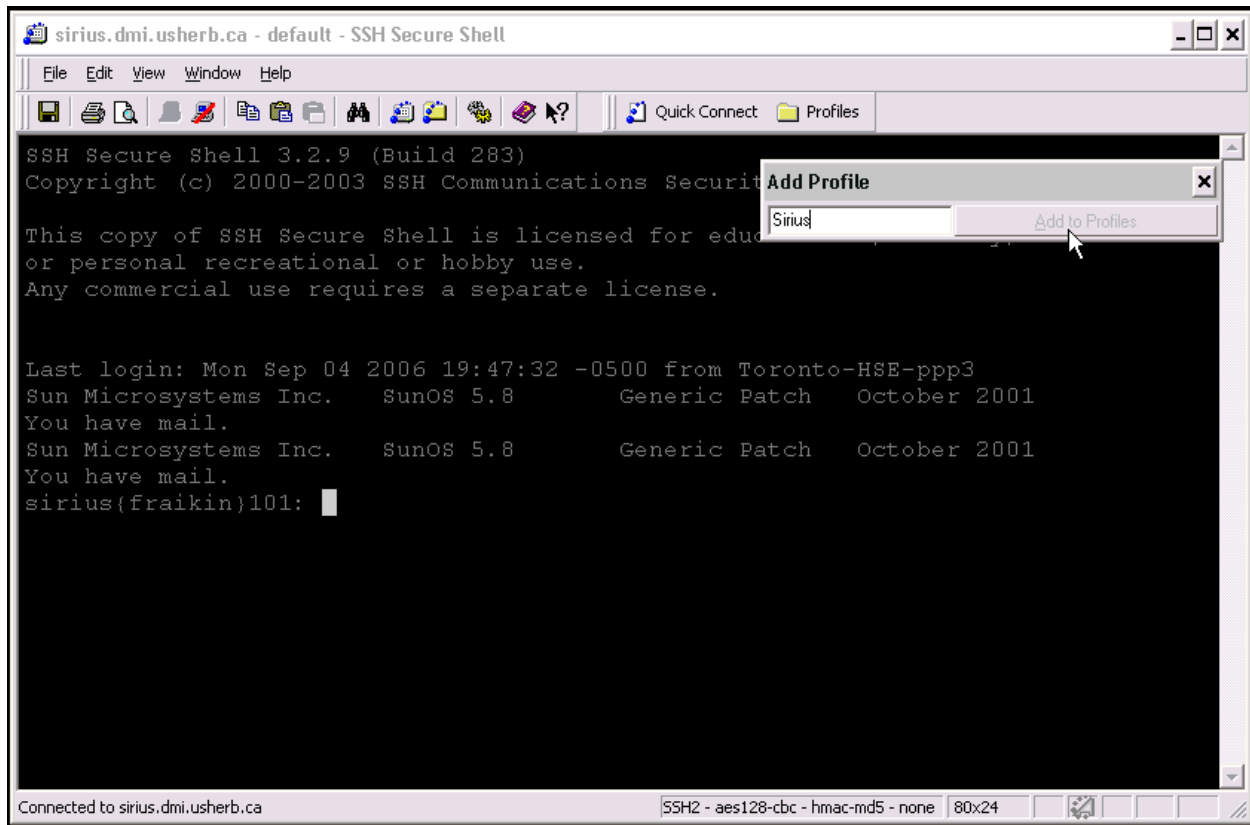 sirius.dmi.usherb.ca - default - SSH Secure Shell
File Edit View Window Help
Quick Connect Profiles
SSH Secure Shell 3.2.9 (Build 283)
Copyright (c) 2000-2003 SSH Communications Securit
Add Profile
Sirius Add to Profiles
This copy of SSH Secure Shell is licensed for educ
or personal recreational or hobby use.
Any commercial use requires a separate license.
Last login: Mon Sep 04 2006 19:47:32 -0500 from Toronto-HSE-ppp3
Sun Microsystems Inc. SunOS 5.8 Generic Patch October 2001
You have mail.
Sun Microsystems Inc. SunOS 5.8 Generic Patch October 2001
You have mail.
sirius{fraikin}101:
Connected to sirius.dmi.usherb.ca SSH2 - aes128-cbc - hmac-md5 - none 80x24